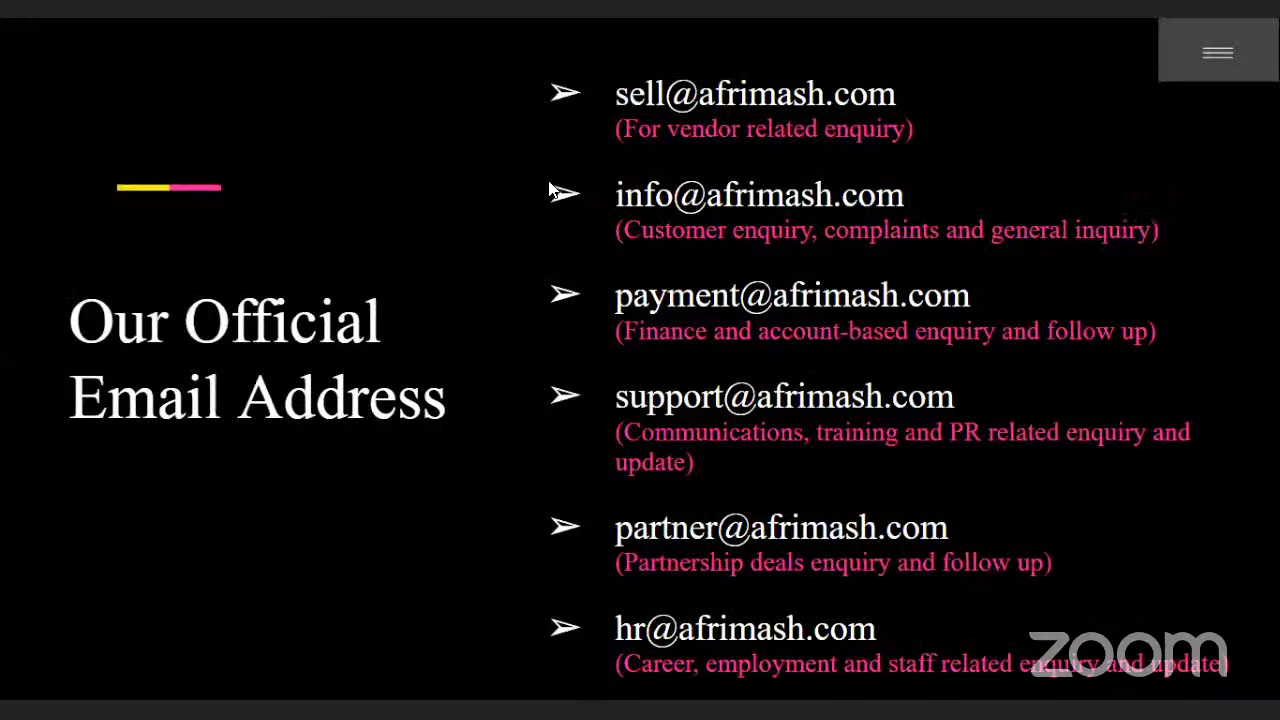 Our Official
Email Address
sell@afrimash.com
(For vendor related enquiry)
info@afrimash.com
(Customer enquiry, complaints and general inquiry)
payment@afrimash.com
(Finance and account-based enquiry and follow up)
support@afrimash.com
(Communications, training and PR related enquiry and
update)
partner@afrimash.com
(Partnership deals enquiry and follow up)
hr@afrimash.com
(Career, employment and staff related enquiry and update)
zoom